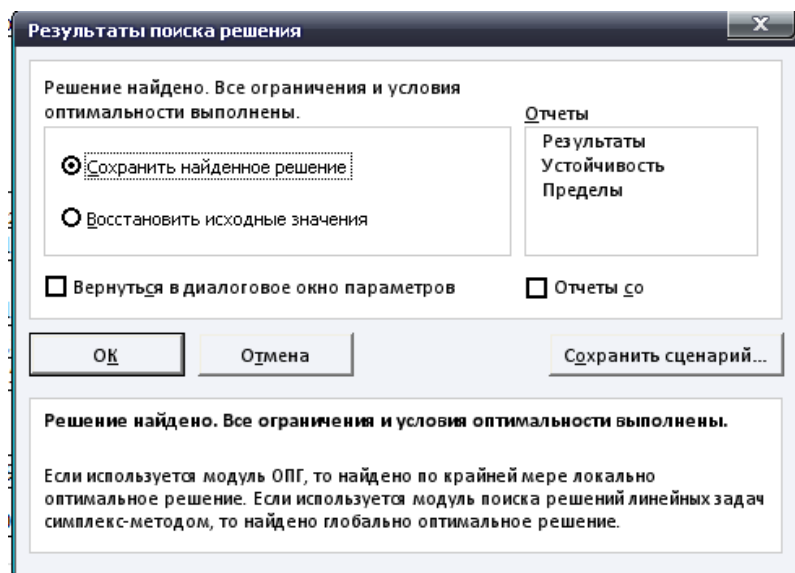 Результаты поиска решения
Решение найдено. Все ограничения и условия
оптимальности выполнены.
Отчеты
Результаты
Устойчивость
Пределы
Сохранить найденное решение
Восстановить исходные значения
Вернуться в диалоговое окно параметров
Отчеты со
ОК
Отмена
Сохранить сценарий...
Решение найдено. Все ограничения и условия оптимальности выполнены.
Если используется модуль ОПГ, то найдено по крайней мере локально
оптимальное решение. Если используется модуль поиска решений линейных задач
симплекс-методом, то найдено глобально оптимальное решение.